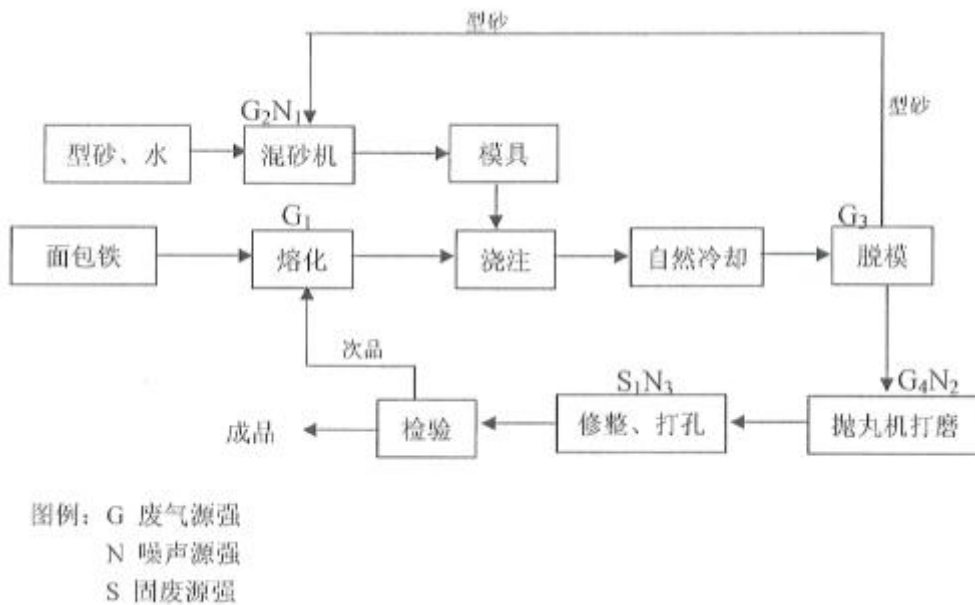 型砂
型砂
G₂N₁
型砂、水
混砂机
模具
G₁
G₃
面包铁
熔化
浇注
自然冷却
脱模
次品
S₁N₃
G₄N₂
成品
检验
修整、打孔
抛丸机打磨
图例：G 废气源强
N 噪声源强
S 固废源强